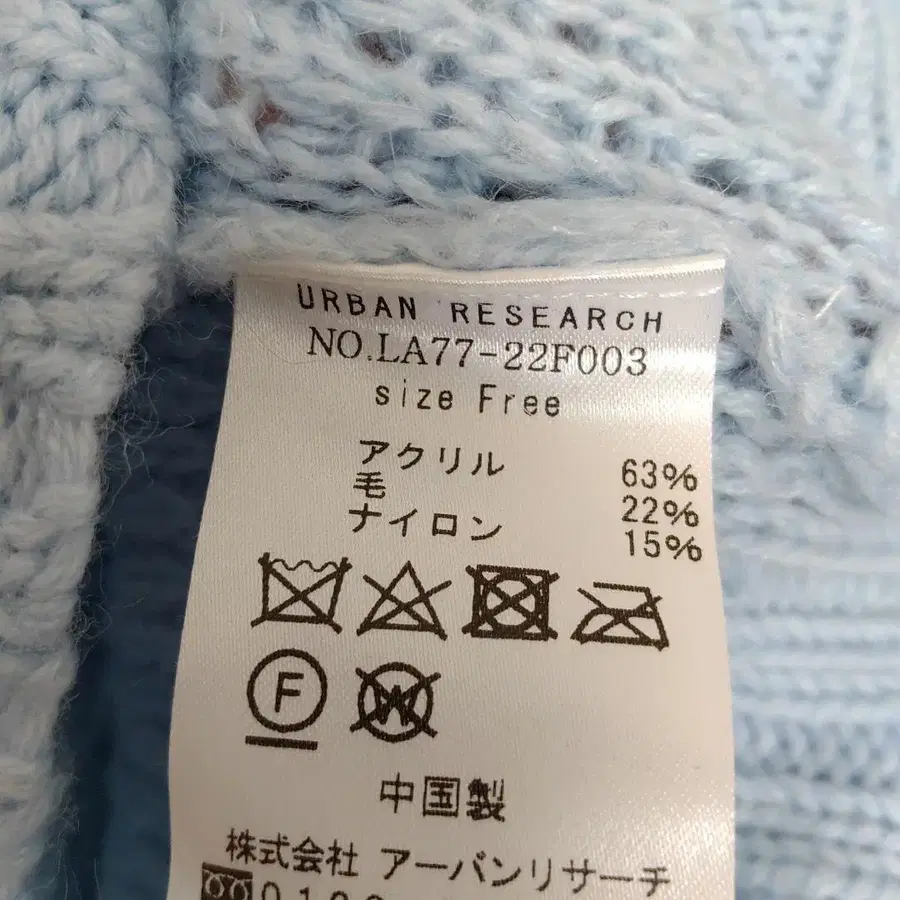 URBAN RESEARCH
NO.LA77-22F003
size Free
アクリル 63%
毛 22%
ナイロン 15%
F
W
中国製
株式会社 アーバンリサーチ